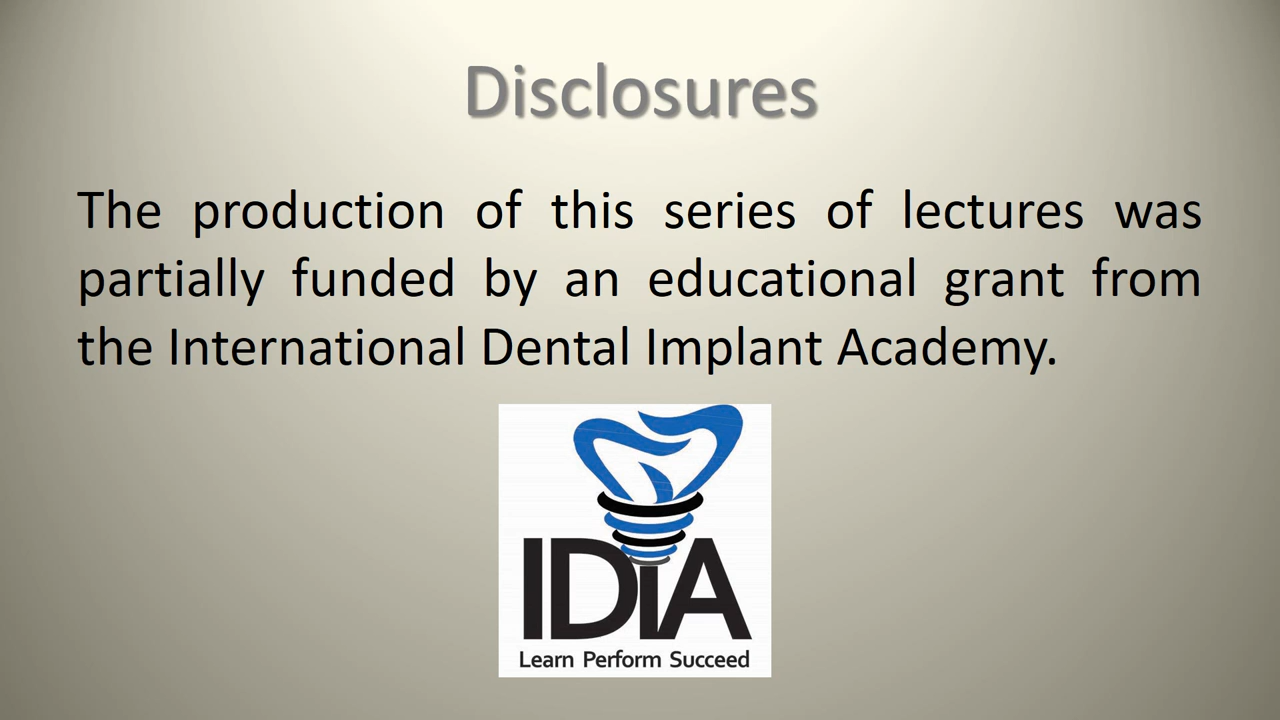 Disclosures
The production of this series of lectures was
partially funded by an educational grant from
the International Dental Implant Academy.
IDiA
Learn Perform Succeed